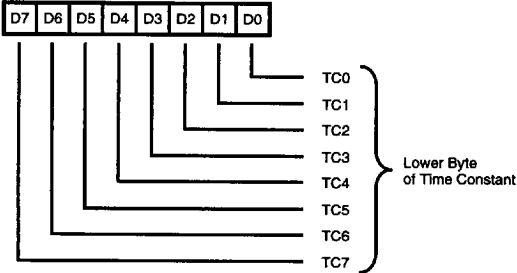 D7 D6 D5 D4 D3 D2 D1 D0
TC0
TC1
TC2
TC3
TC4
TC5
TC6
TC7
Lower Byte
of Time Constant